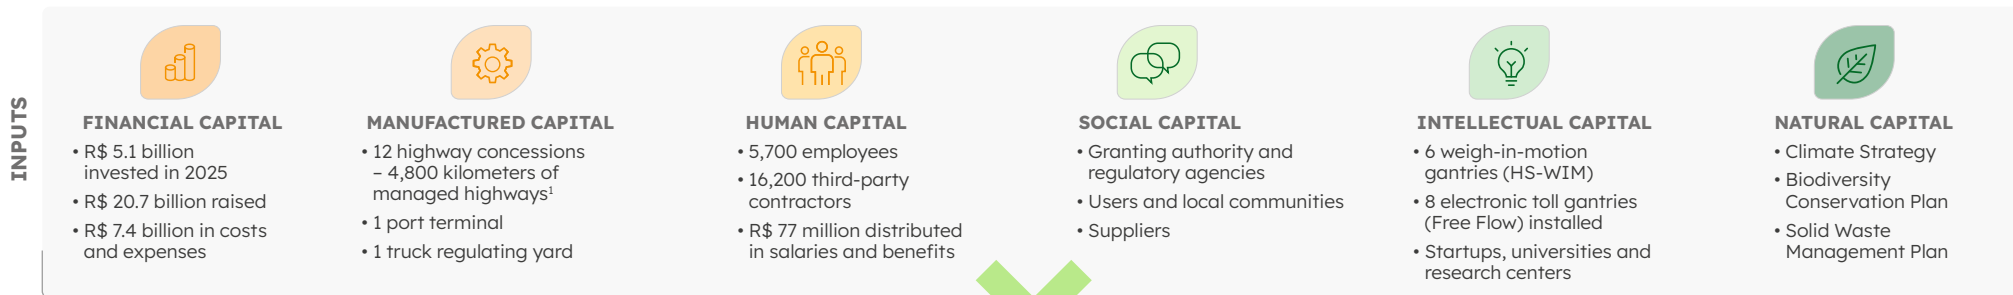 INPUTS
FINANCIAL CAPITAL
• R$ 5.1 billion
invested in 2025
• R$ 20.7 billion raised
• R$ 7.4 billion in costs
and expenses
MANUFACTURED CAPITAL
• 12 highway concessions
– 4,800 kilometers of
managed highways¹
• 1 port terminal
• 1 truck regulating yard
HUMAN CAPITAL
• 5,700 employees
• 16,200 third-party
contractors
• R$ 77 million distributed
in salaries and benefits
SOCIAL CAPITAL
• Granting authority and
regulatory agencies
• Users and local communities
• Suppliers
INTELLECTUAL CAPITAL
• 6 weigh-in-motion
gantries (HS-WIM)
• 8 electronic toll gantries
(Free Flow) installed
• Startups, universities and
research centers
NATURAL CAPITAL
• Climate Strategy
• Biodiversity
Conservation Plan
• Solid Waste
Management Plan